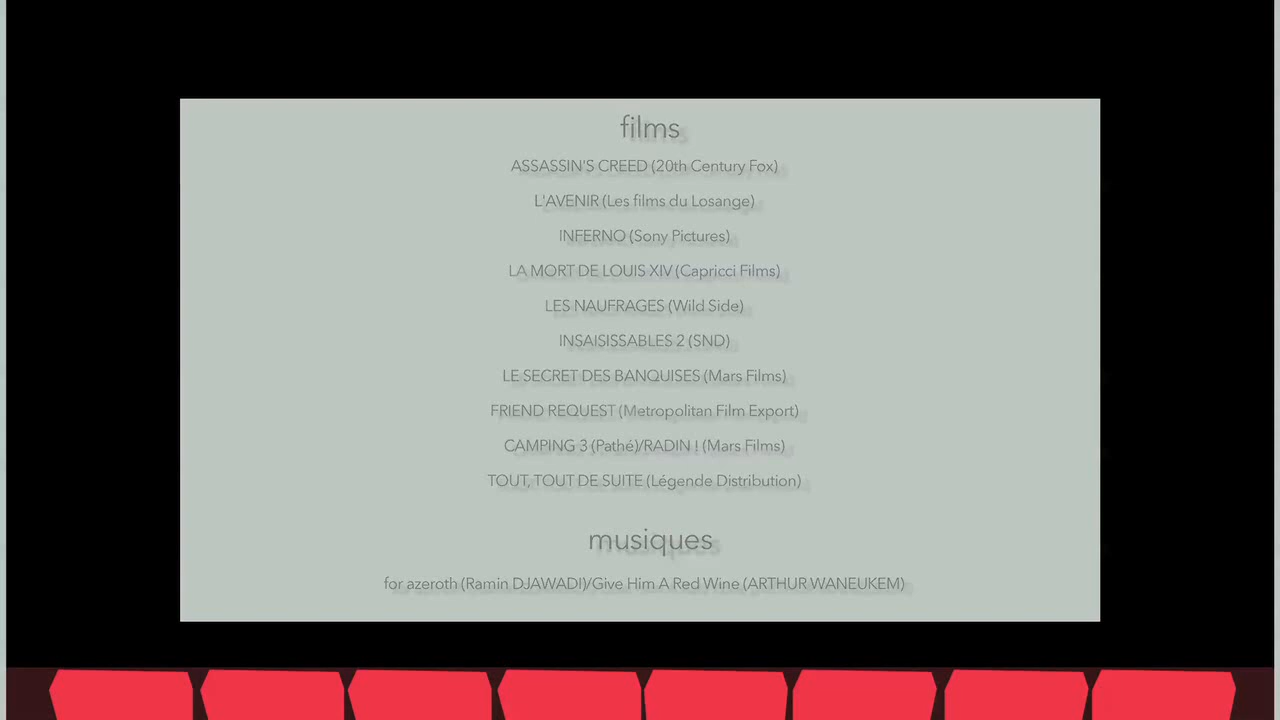 films
ASSASSIN'S CREED (20th Century Fox)
L'AVENIR (Les films du Losange)
INFERNO (Sony Pictures)
LA MORT DE LOUIS XIV (Capricci Films)
LES NAUFRAGES (Wild Side)
INSAISISSABLES 2 (SND)
LE SECRET DES BANQUISES (Mars Films)
FRIEND REQUEST (Metropolitan Film Export)
CAMPING 3 (Pathé)/RADIN ! (Mars Films)
TOUT, TOUT DE SUITE (Légende Distribution)
musiques
for azeroth (Ramin DJAWADI)/Give Him A Red Wine (ARTHUR WANEUKEM)